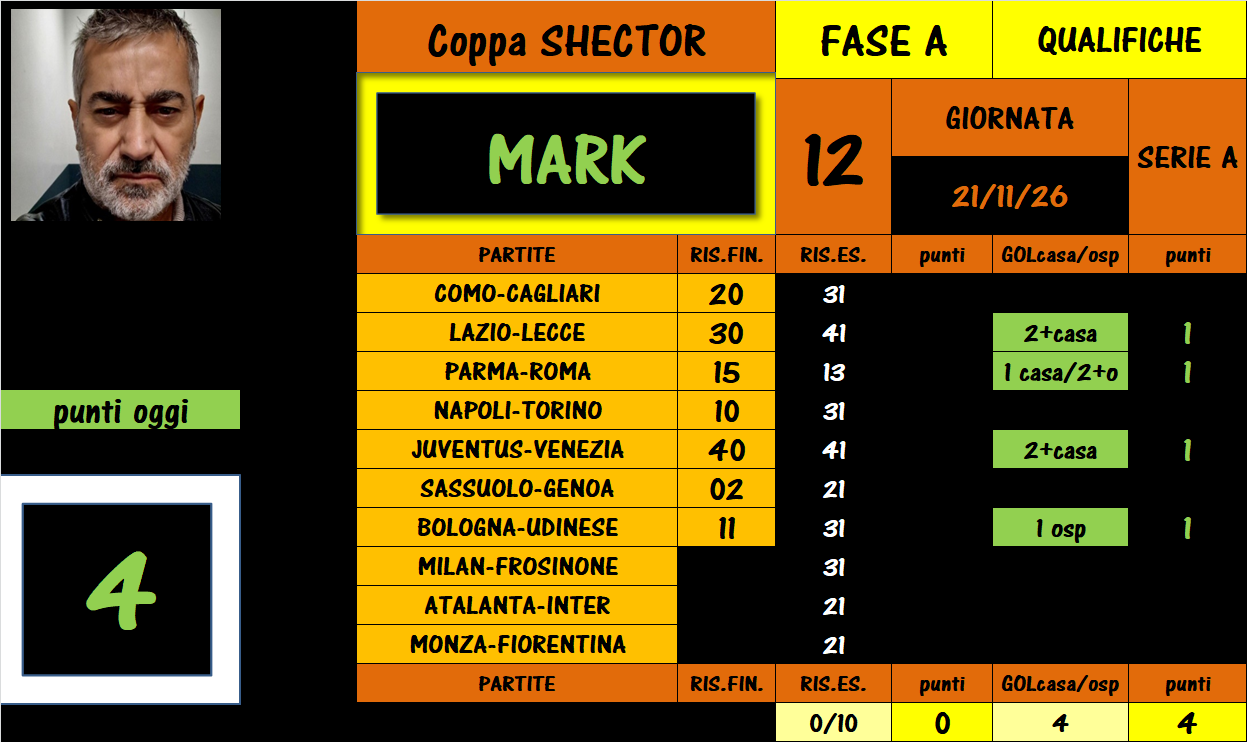 Coppa SHECTOR FASE A QUALIFICHE
MARK 12 GIORNATA SERIE A
21/11/26
PARTITE RIS.FIN. RIS.ES. punti GOLcasa/osp punti
COMO-CAGLIARI 20 31
LAZIO-LECCE 30 41 2+casa 1
PARMA-ROMA 15 13 1 casa/2+o 1
NAPOLI-TORINO 10 31
punti oggi
JUVENTUS-VENEZIA 40 41 2+casa 1
SASSUOLO-GENOA 02 21
BOLOGNA-UDINESE 11 31 1 osp 1
MILAN-FROSINONE 31
4
ATALANTA-INTER 21
MONZA-FIORENTINA 21
PARTITE RIS.FIN. RIS.ES. punti GOLcasa/osp punti
0/10 0 4 4